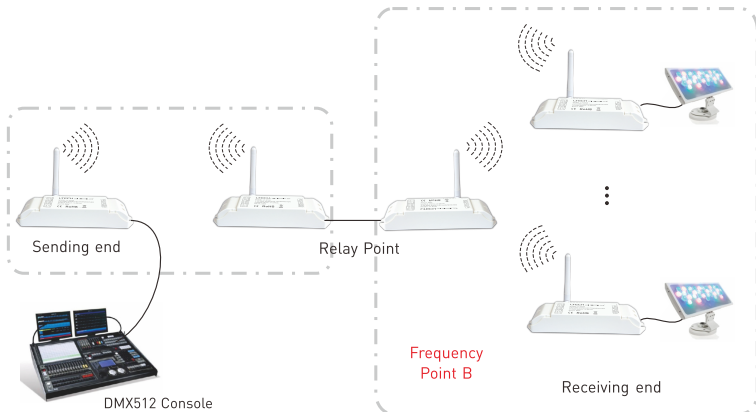 Sending end
Relay Point
DMX512 Console
Frequency
Point B
Receiving end